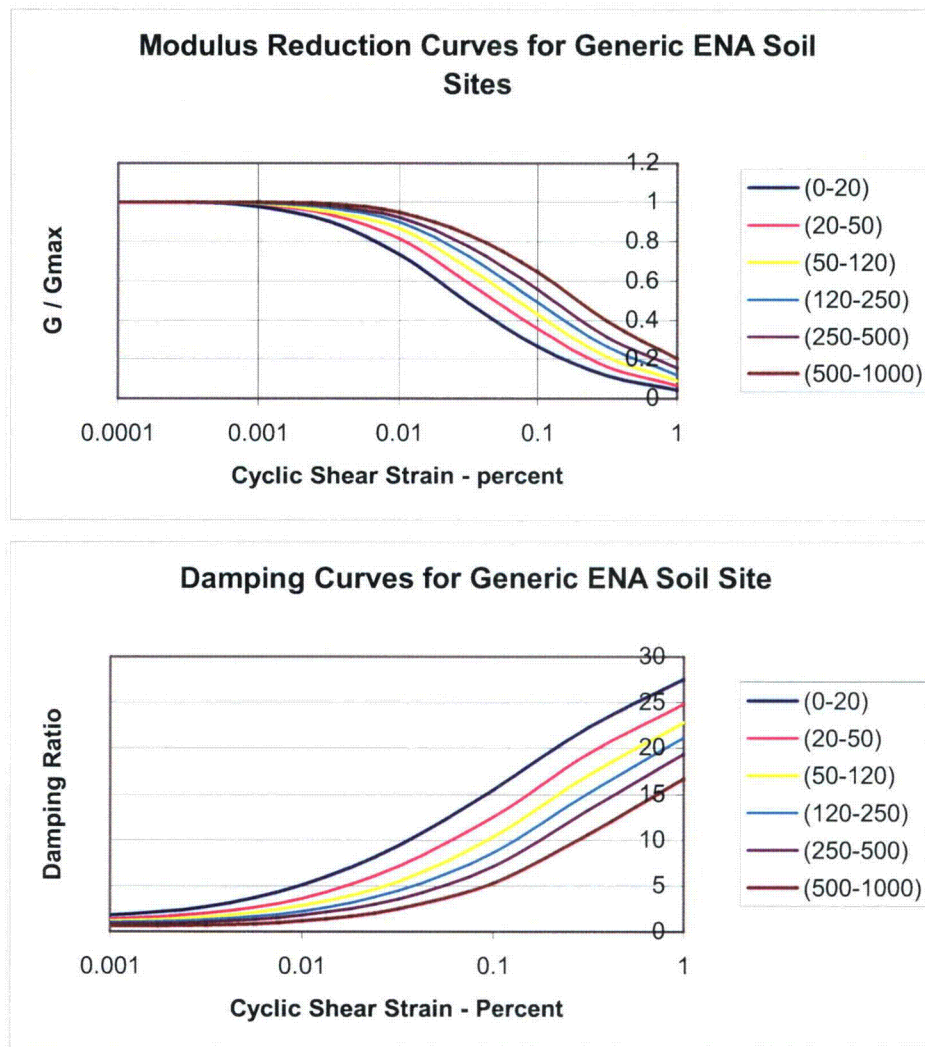 Modulus Reduction Curves for Generic ENA Soil
Sites
G / Gmax
1.2
1
0.8
0.6
0.4
0.2
0
0.0001 0.001 0.01 0.1 1
Cyclic Shear Strain - percent
(0-20)
(20-50)
(50-120)
(120-250)
(250-500)
(500-1000)
Damping Curves for Generic ENA Soil Site
Damping Ratio
30
25
20
15
10
5
0
0.001 0.01 0.1 1
Cyclic Shear Strain - Percent
(0-20)
(20-50)
(50-120)
(120-250)
(250-500)
(500-1000)